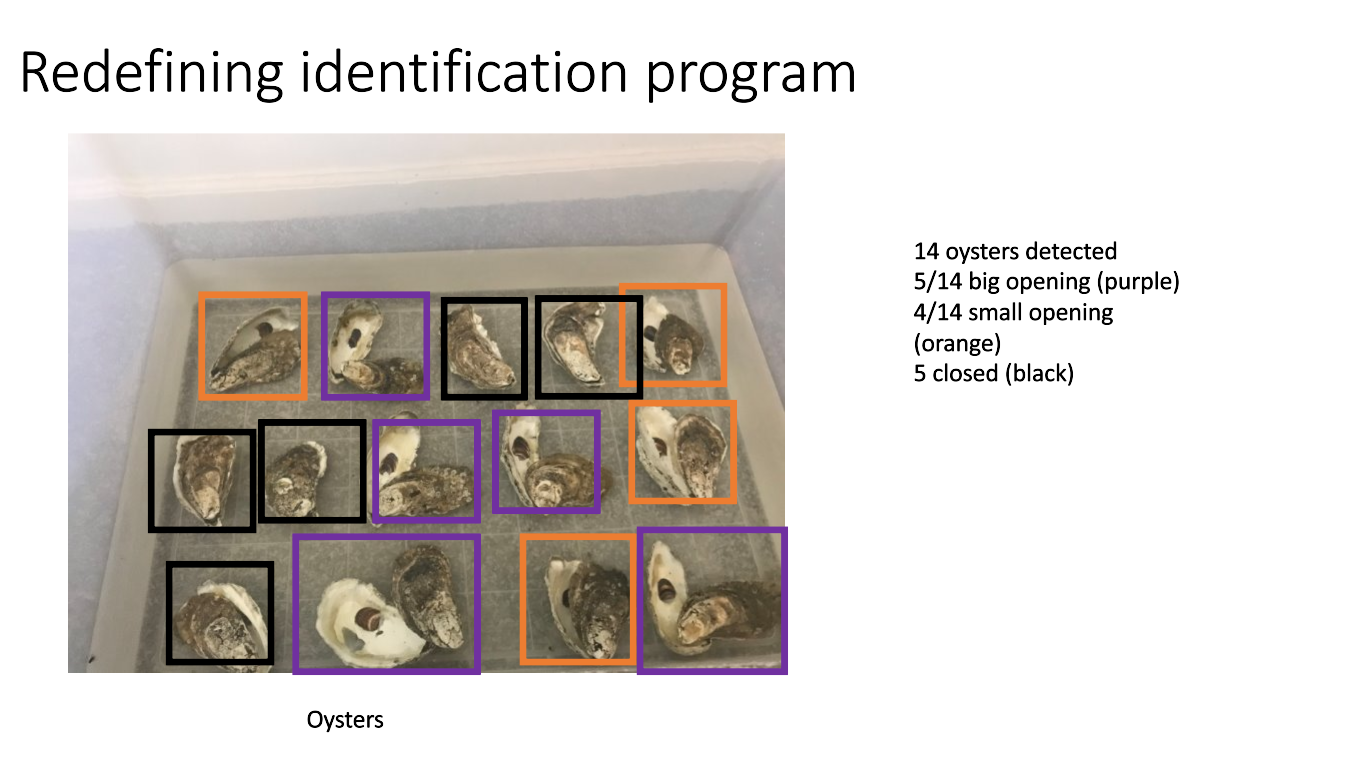 Redefining identification program
14 oysters detected
5/14 big opening (purple)
4/14 small opening
(orange)
5 closed (black)
Oysters